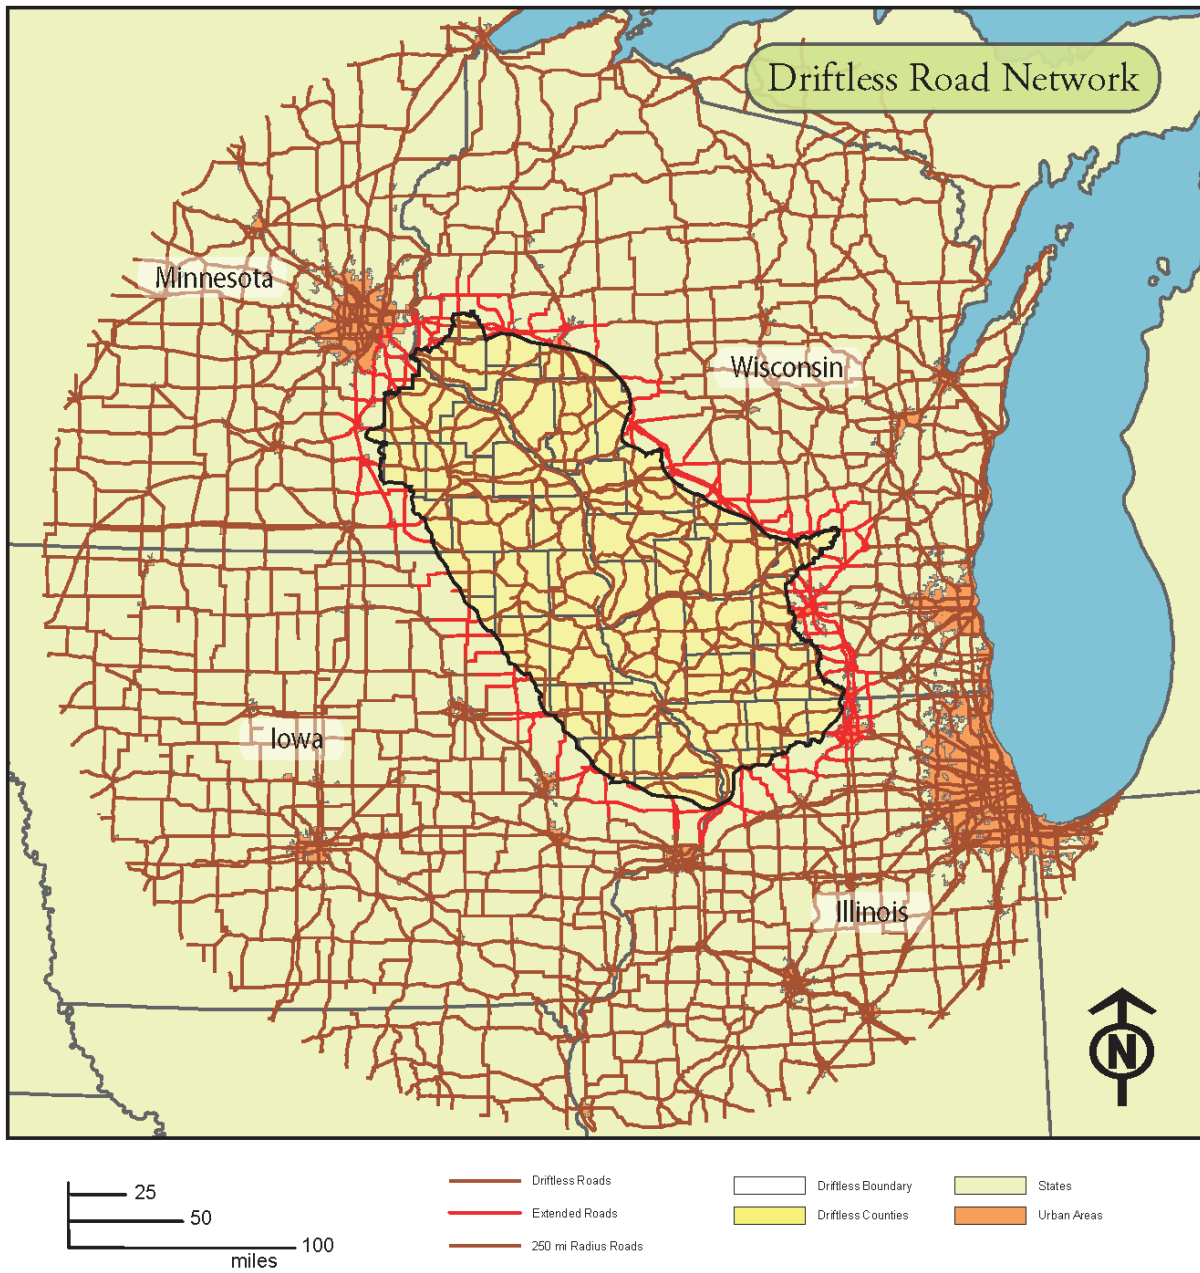 Driftless Road Network
Minnesota
Wisconsin
Iowa
Illinois
N
25
50
100
miles
Driftless Roads
Extended Roads
250 mi Radius Roads
Driftless Boundary
Driftless Counties
States
Urban Areas